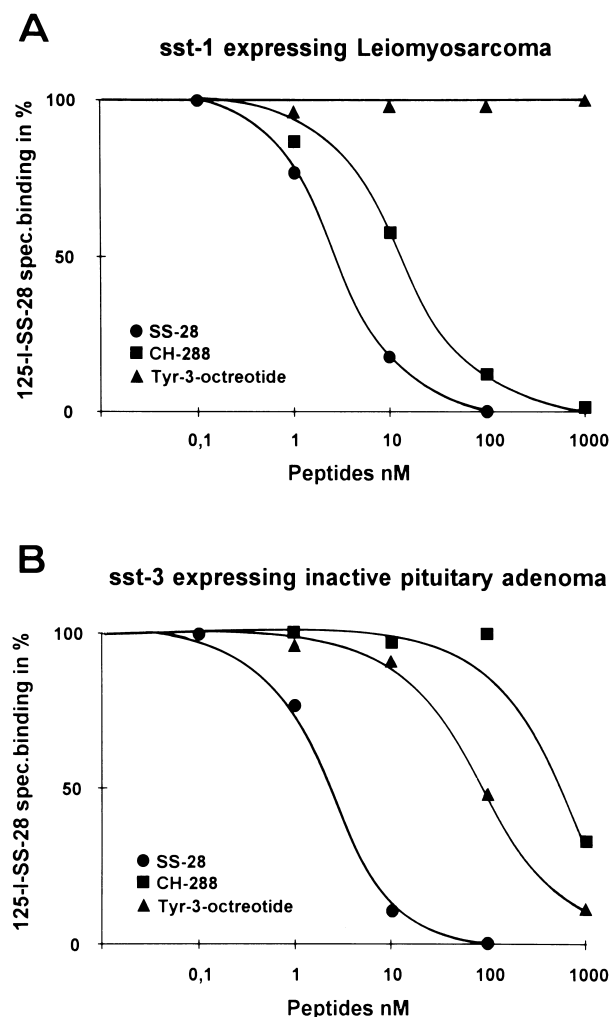 A
sst-1 expressing Leiomyosarcoma
125-I-SS-28 spec.binding in %
100
50
0
SS-28
CH-288
Tyr-3-octreotide
0,1 1 10 100 1000
Peptides nM
B
sst-3 expressing inactive pituitary adenoma
125-I-SS-28 spec.binding in %
100
50
0
SS-28
CH-288
Tyr-3-octreotide
0,1 1 10 100 1000
Peptides nM